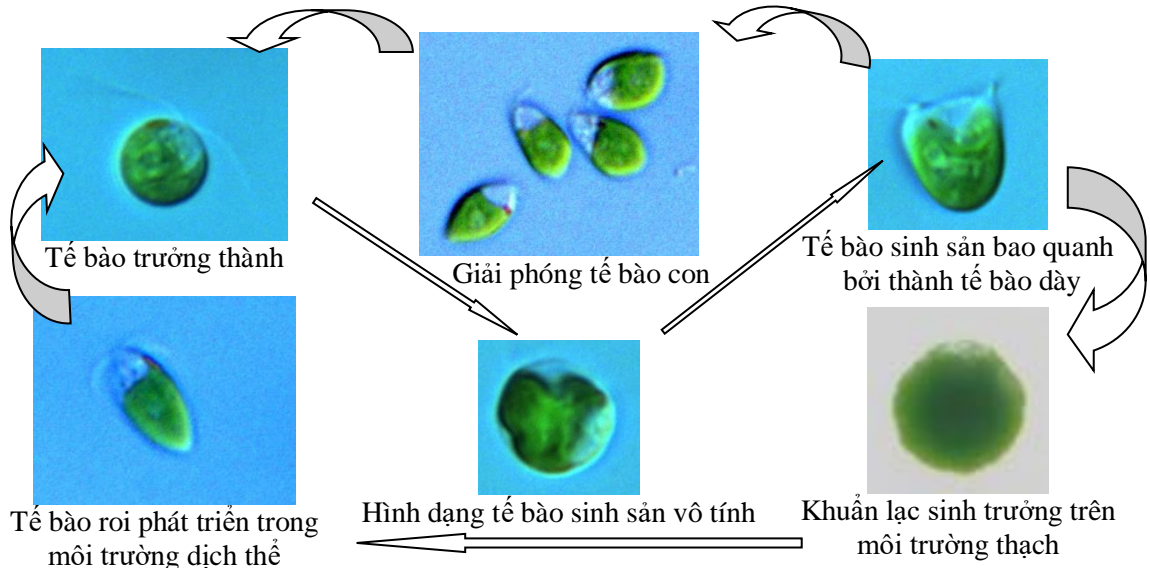 Tế bào trưởng thành
Giải phóng tế bào con
Tế bào sinh sản bao quanh
bởi thành tế bào dày
Tế bào roi phát triển trong
môi trường dịch thể
Hình dạng tế bào sinh sản vô tính
Khuẩn lạc sinh trưởng trên
môi trường thạch